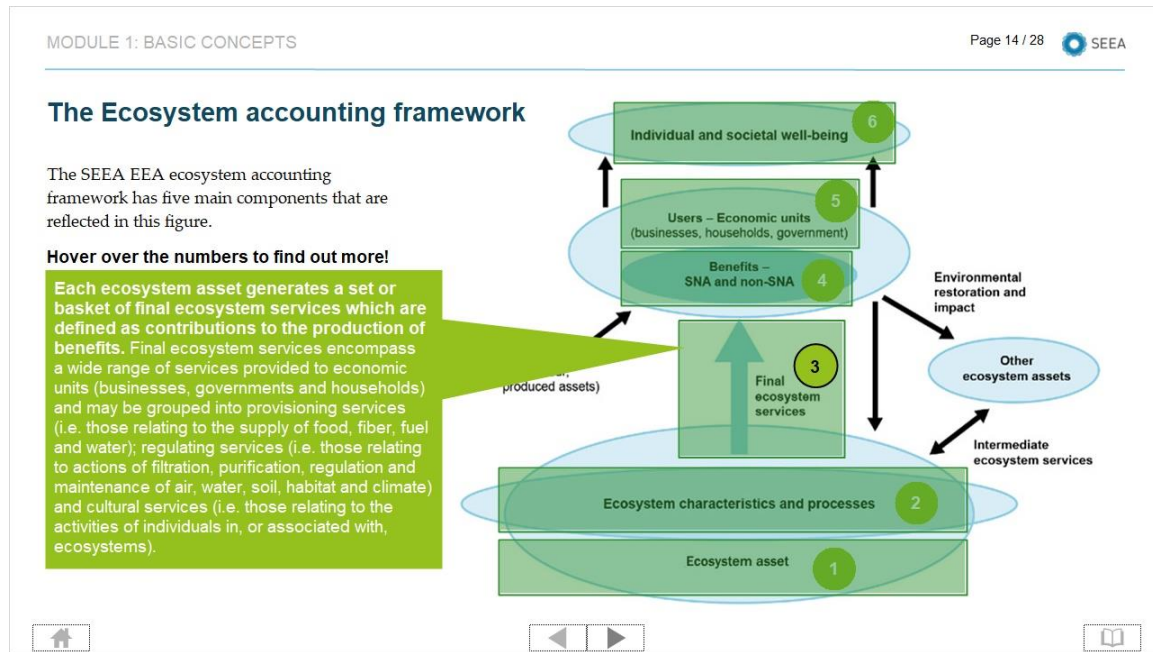 MODULE 1: BASIC CONCEPTS
Page 14 / 28
SEEA
The Ecosystem accounting framework
The SEEA EEA ecosystem accounting
framework has five main components that are
reflected in this figure.
Hover over the numbers to find out more!
Each ecosystem asset generates a set or
basket of final ecosystem services which are
defined as contributions to the production of
benefits. Final ecosystem services encompass
a wide range of services provided to economic
units (businesses, governments and households)
and may be grouped into provisioning services
(i.e. those relating to the supply of food, fiber, fuel
and water); regulating services (i.e. those relating
to actions of filtration, purification, regulation and
maintenance of air, water, soil, habitat and climate)
and cultural services (i.e. those relating to the
activities of individuals in, or associated with,
ecosystems).
Individual and societal well-being
6
5
Users – Economic units
(businesses, households, government)
Benefits –
SNA and non-SNA
4
Environmental
restoration and
impact
3
Final
ecosystem
services
produced assets)
Other
ecosystem assets
Intermediate
ecosystem services
Ecosystem characteristics and processes
2
Ecosystem asset
1